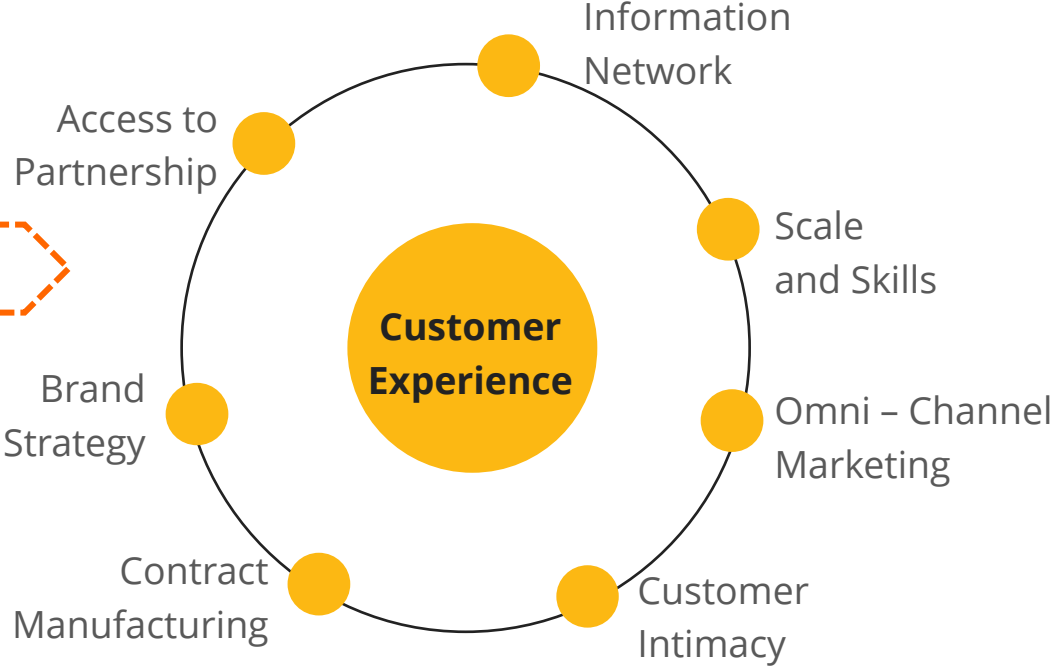 Information
Network
Access to
Partnership
Scale
and Skills
Customer
Experience
Brand
Strategy
Omni – Channel
Marketing
Contract
Manufacturing
Customer
Intimacy